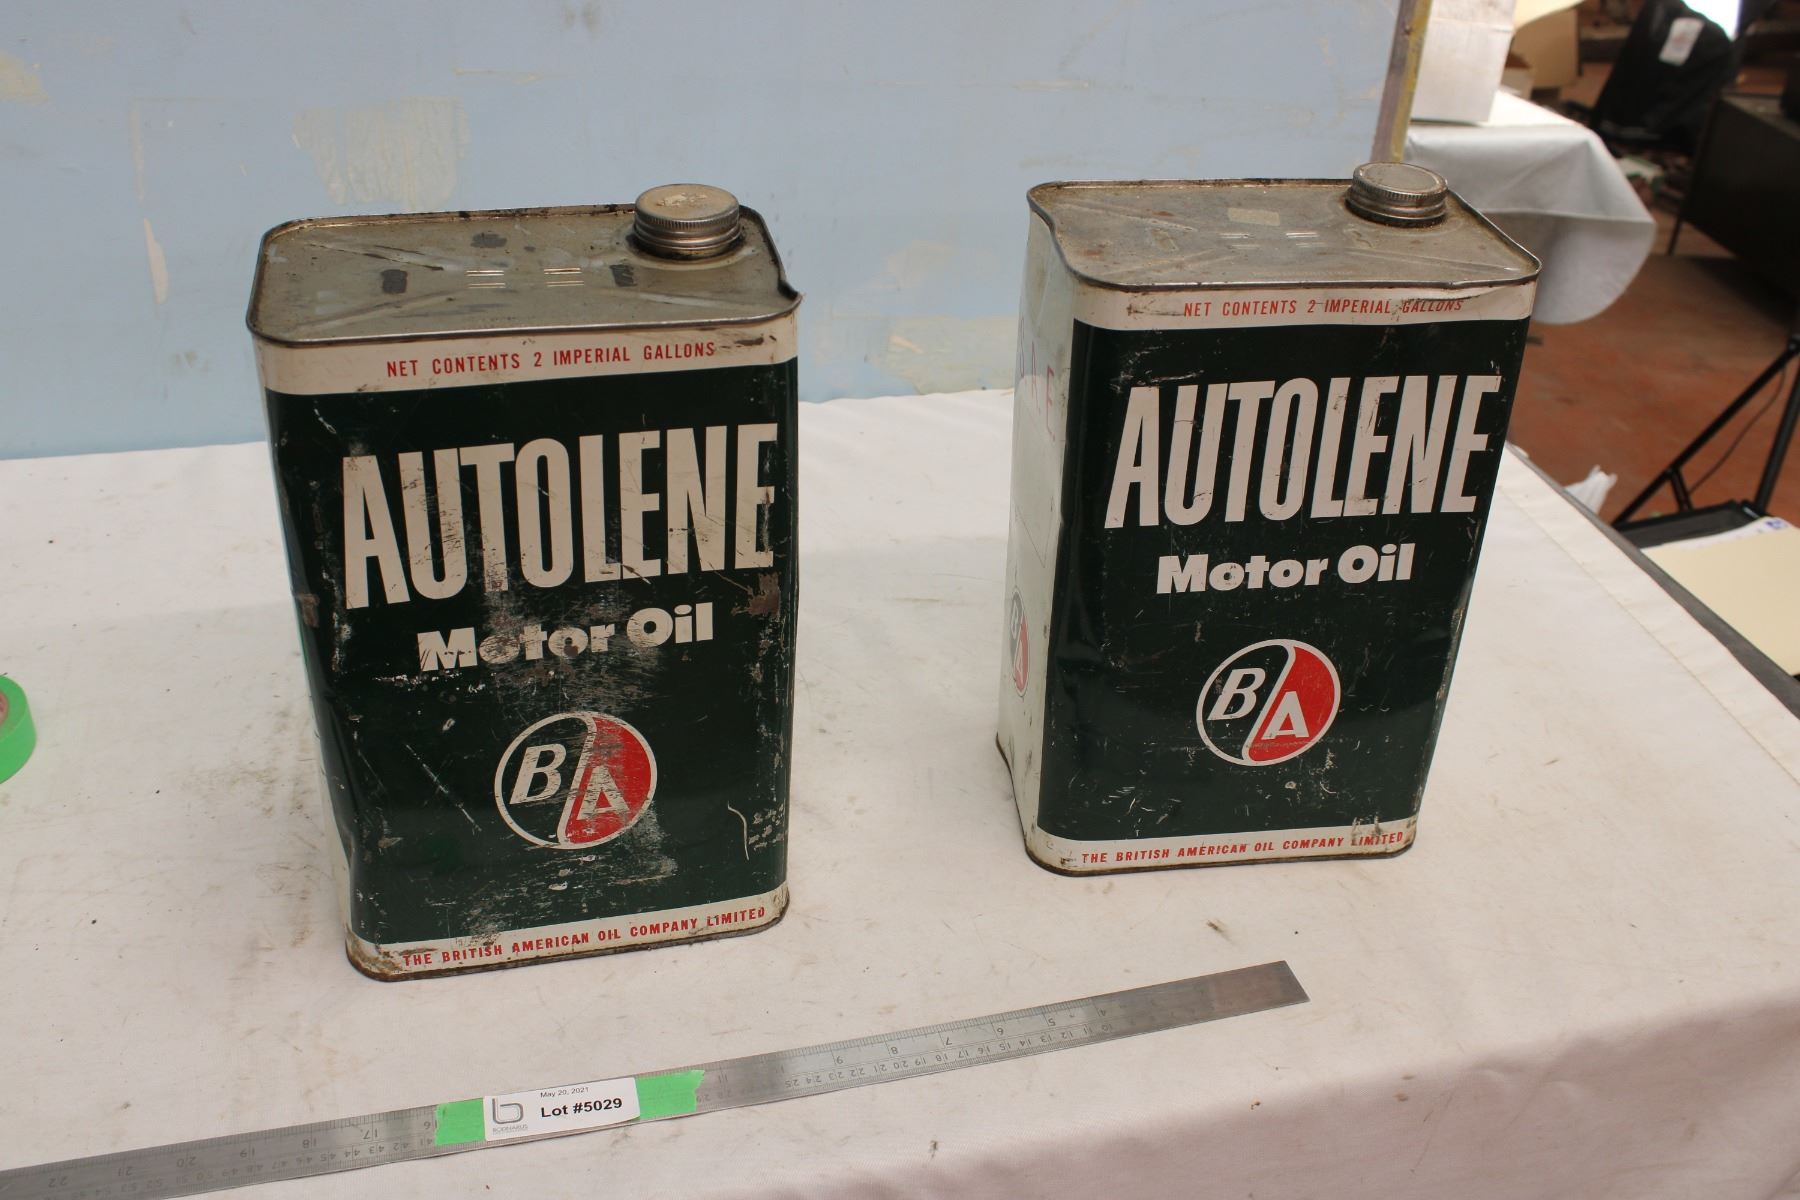 NET CONTENTS 2 IMPERIAL GALLONS
AUTOLENE
Motor Oil
B A
THE BRITISH AMERICAN OIL COMPANY LIMITED
NET CONTENTS 2 IMPERIAL GALLONS
AUTOLENE
Motor Oil
B A
THE BRITISH AMERICAN OIL COMPANY LIMITED
BA
May 20, 2021
Lot #5029
BODNARUS